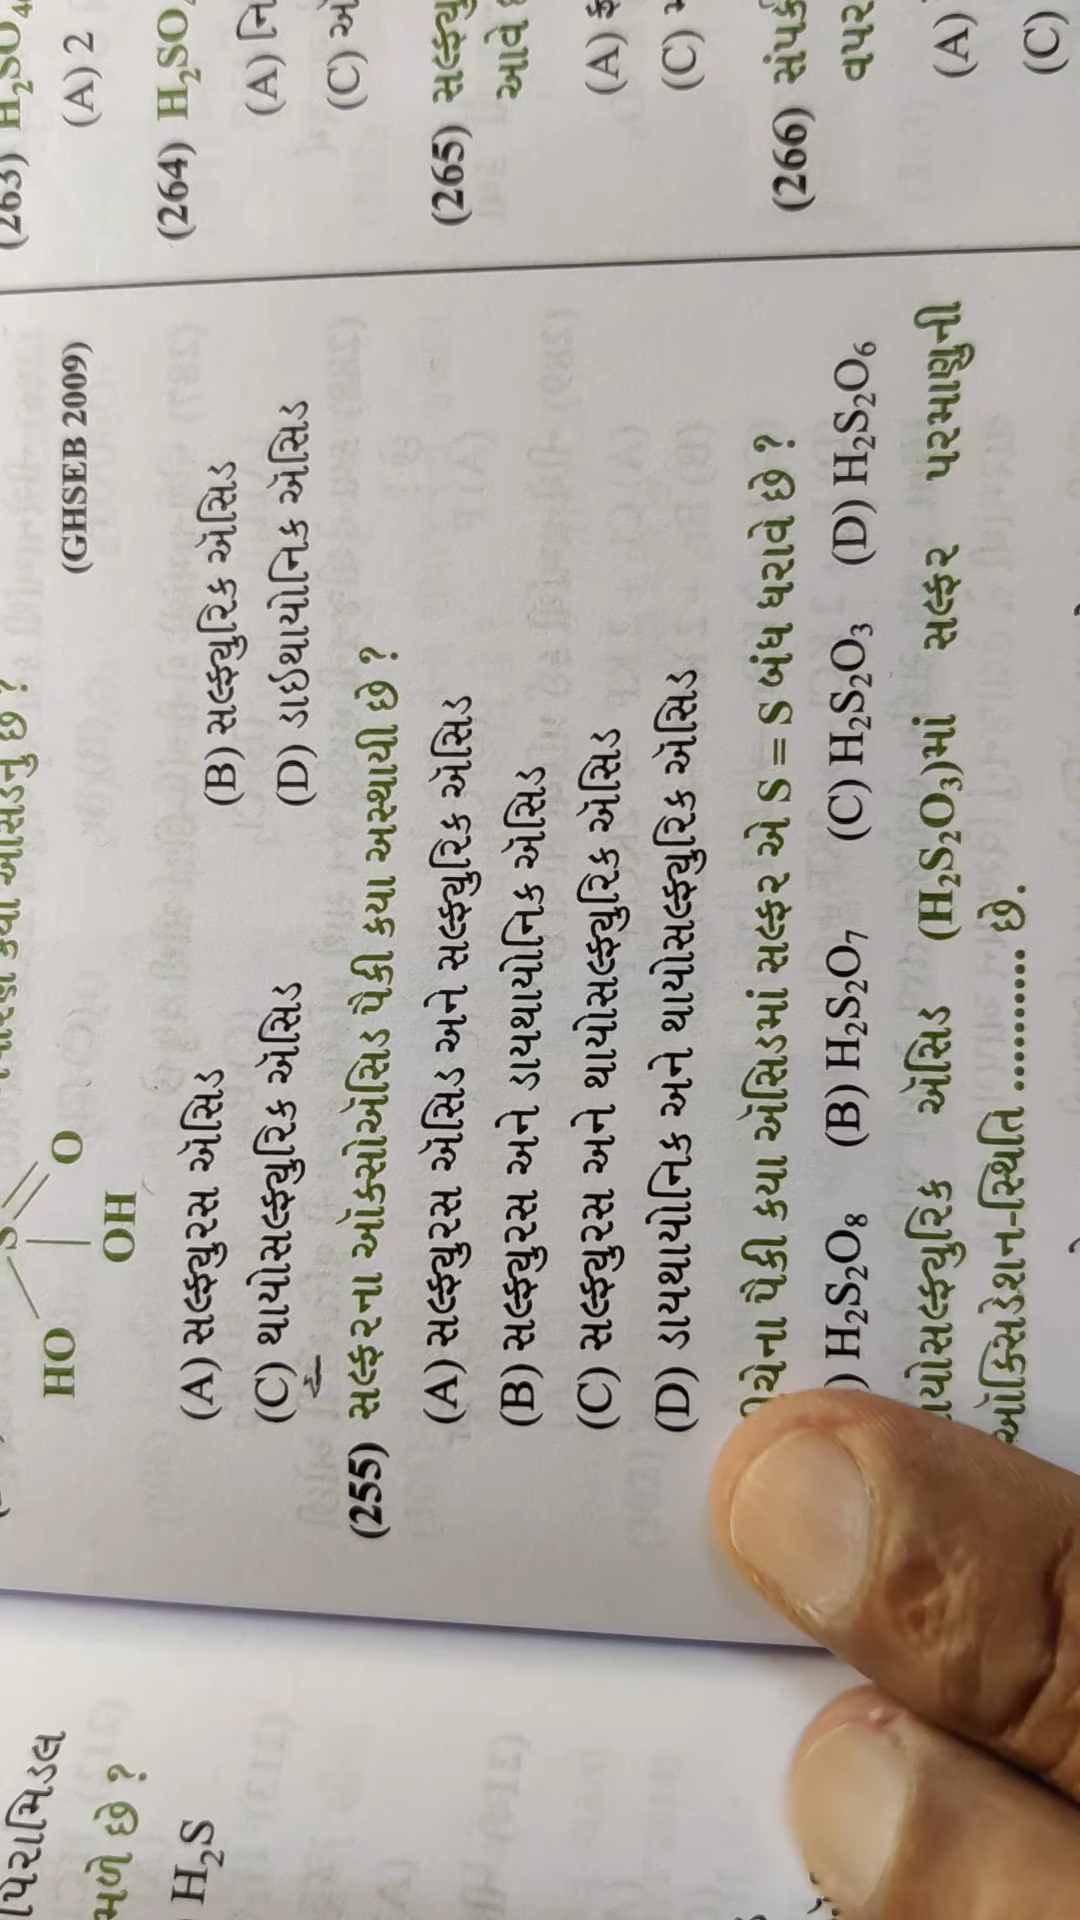 HO
S
O
OH
(GHSEB 2009)
(A) સલ્ફ્યુરસ ઍસિડ (B) સલ્ફ્યુરિક ઍસિડ
(C) થાયોસલ્ફ્યુરિક ઍસિડ (D) ડાઇથાયોનિક ઍસિડ
(255) સલ્ફરના ઑક્સોઍસિડ પૈકી કયા અસ્થાયી છે ?
(A) સલ્ફ્યુરસ ઍસિડ અને સલ્ફ્યુરિક ઍસિડ
(B) સલ્ફ્યુરસ અને ડાયથાયોનિક ઍસિડ
(C) સલ્ફ્યુરસ અને થાયોસલ્ફ્યુરિક ઍસિડ
(D) ડાયથાયોનિક અને થાયોસલ્ફ્યુરિક ઍસિડ
પૈકી કયા ઍસિડમાં સલ્ફર એ S = S બંધ ધરાવે છે ?
) H₂S₂O₈ (B) H₂S₂O₇ (C) H₂S₂O₃ (D) H₂S₂O₆
ઍસિડ (H₂S₂O₃)માં સલ્ફર પરમાણુની
ઑક્સિડેશન-સ્થિતિ ........... છે.
(263) H₂SO₄
(A) 2
(264) H₂SO₄
(A)
(C)
(265)
આવે
(A)
(C)
(266)
(A)
(C)
પિરામિડલ
મળે છે ?
H₂S